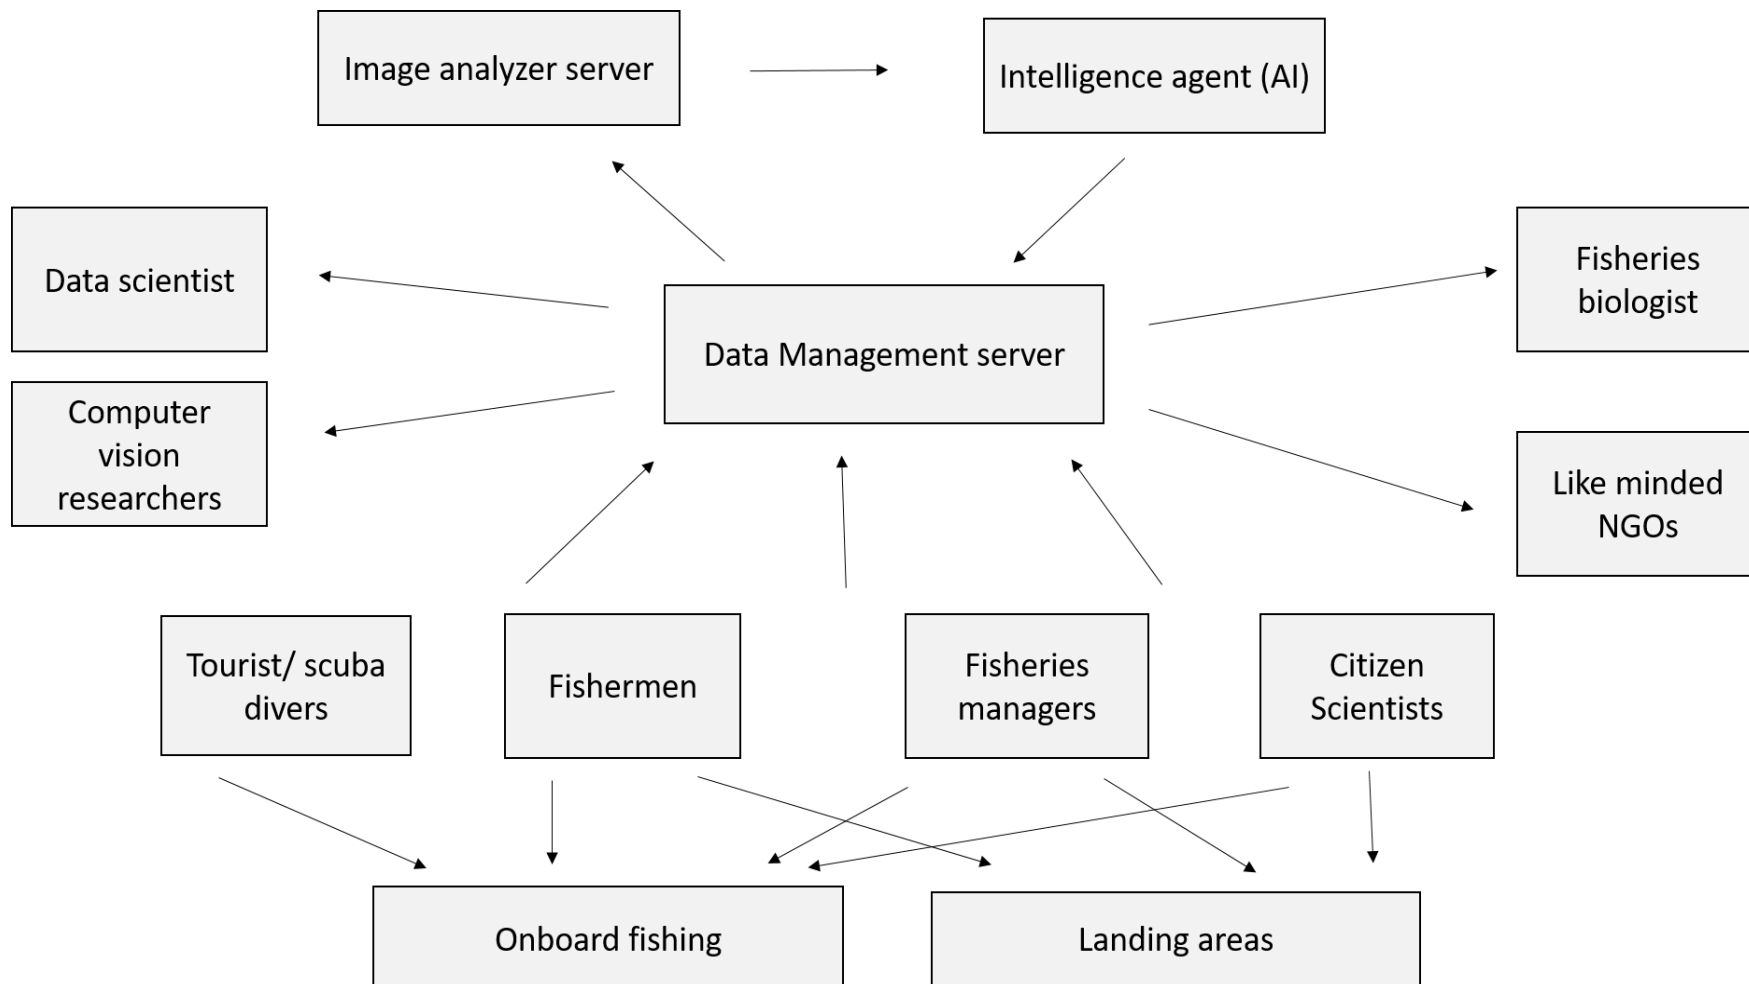 Image analyzer server
Intelligence agent (AI)
Data scientist
Fisheries
biologist
Data Management server
Computer
vision
researchers
Like minded
NGOs
Tourist/ scuba
divers
Fishermen
Fisheries
managers
Citizen
Scientists
Onboard fishing
Landing areas